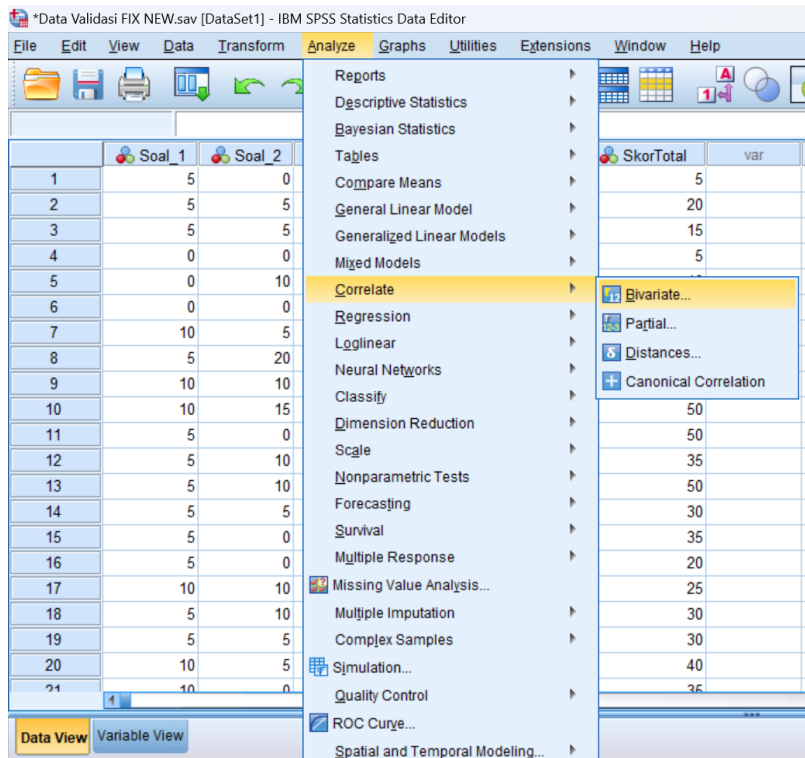 *Data Validasi FIX NEW.sav [DataSet1] - IBM SPSS Statistics Data Editor
File Edit View Data Transform Analyze Graphs Utilities Extensions Window Help
Reports
Descriptive Statistics
Bayesian Statistics
Tables
Compare Means
General Linear Model
Generalized Linear Models
Mixed Models
Correlate
Regression
Loglinear
Neural Networks
Classify
Dimension Reduction
Scale
Nonparametric Tests
Forecasting
Survival
Multiple Response
Missing Value Analysis...
Multiple Imputation
Complex Samples
Simulation...
Quality Control
ROC Curve...
Spatial and Temporal Modeling...
Bivariate...
Partial...
Distances...
Canonical Correlation
A
1
Soal_1 Soal_2 SkorTotal var
1 5 0 5
2 5 5 20
3 5 5 15
4 0 0 5
5 0 10
6 0 0
7 10 5
8 5 20
9 10 10
10 10 15 50
11 5 0 50
12 5 10 35
13 5 10 50
14 5 5 30
15 5 0 35
16 5 0 20
17 10 10 25
18 5 10 30
19 5 5 30
20 10 5 40
21 10 0
Data View Variable View